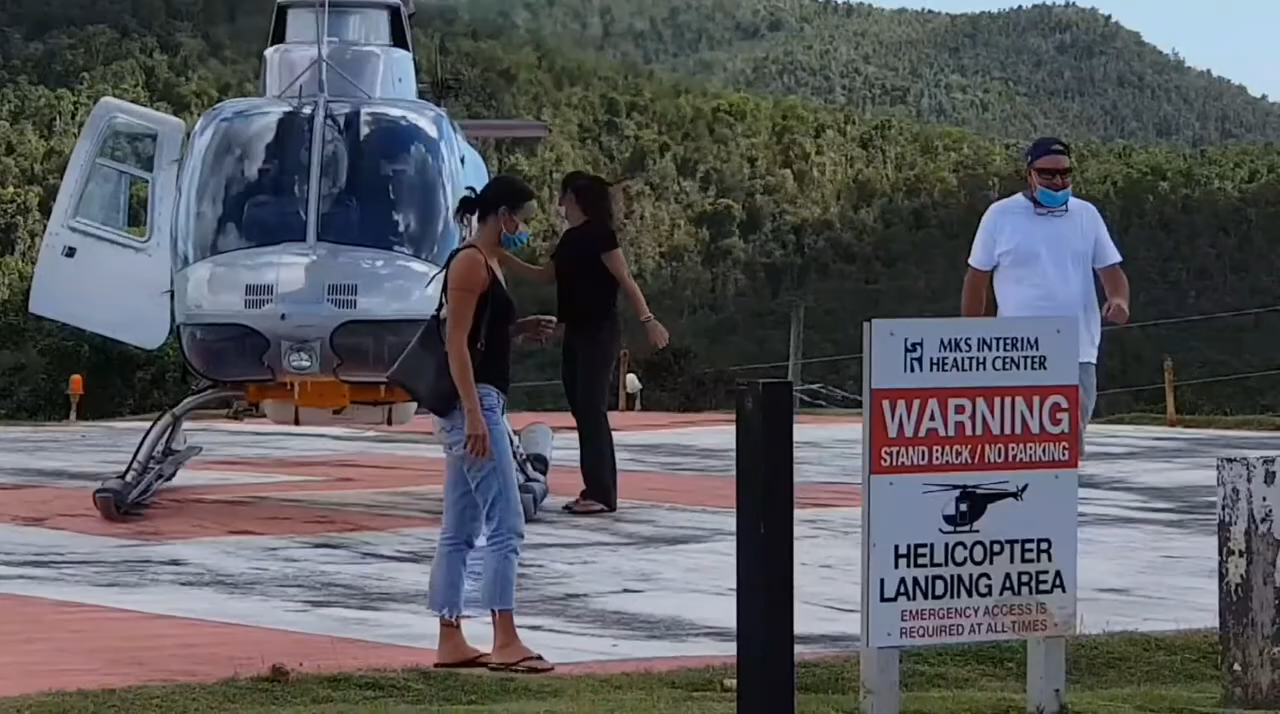 MKS INTERIM
HEALTH CENTER
WARNING
STAND BACK / NO PARKING
HELICOPTER
LANDING AREA
EMERGENCY ACCESS IS
REQUIRED AT ALL TIMES